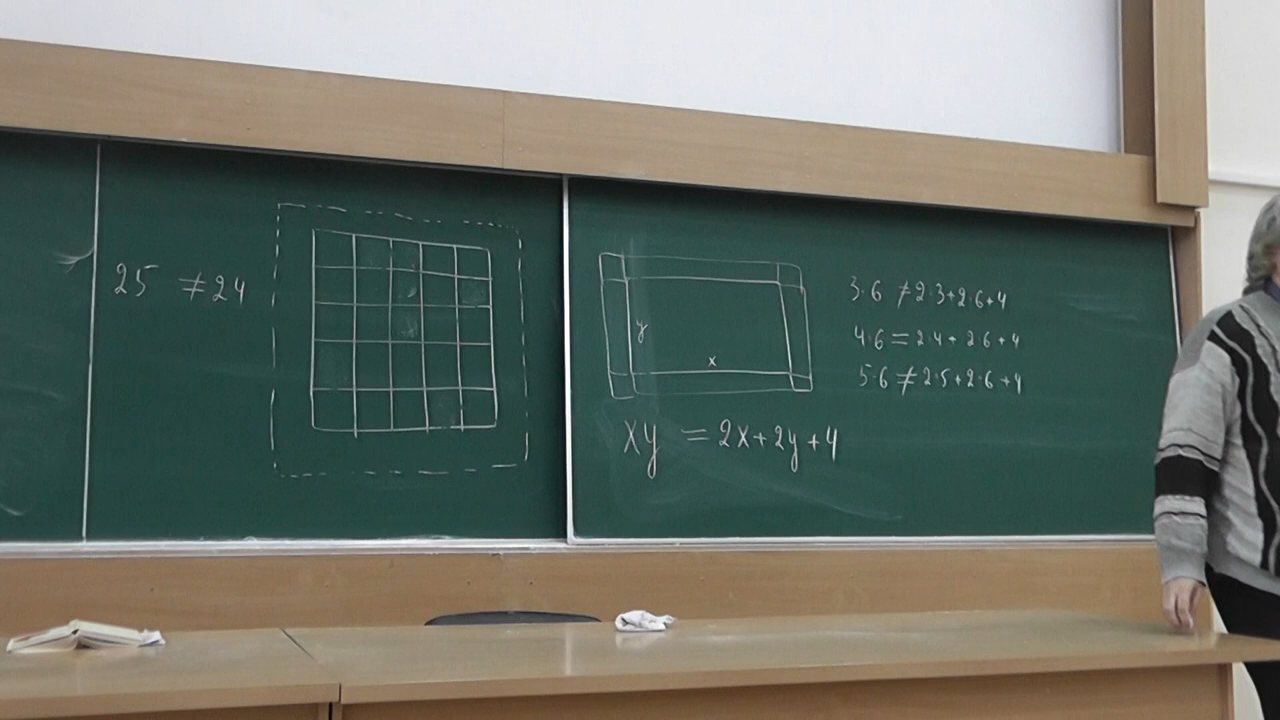 25 ≠ 24
y
x
xy = 2x+2y+4
3·6 ≠ 2·3+2·6+4
4·6 = 2·4+2·6+4
5·6 ≠ 2·5+2·6+4